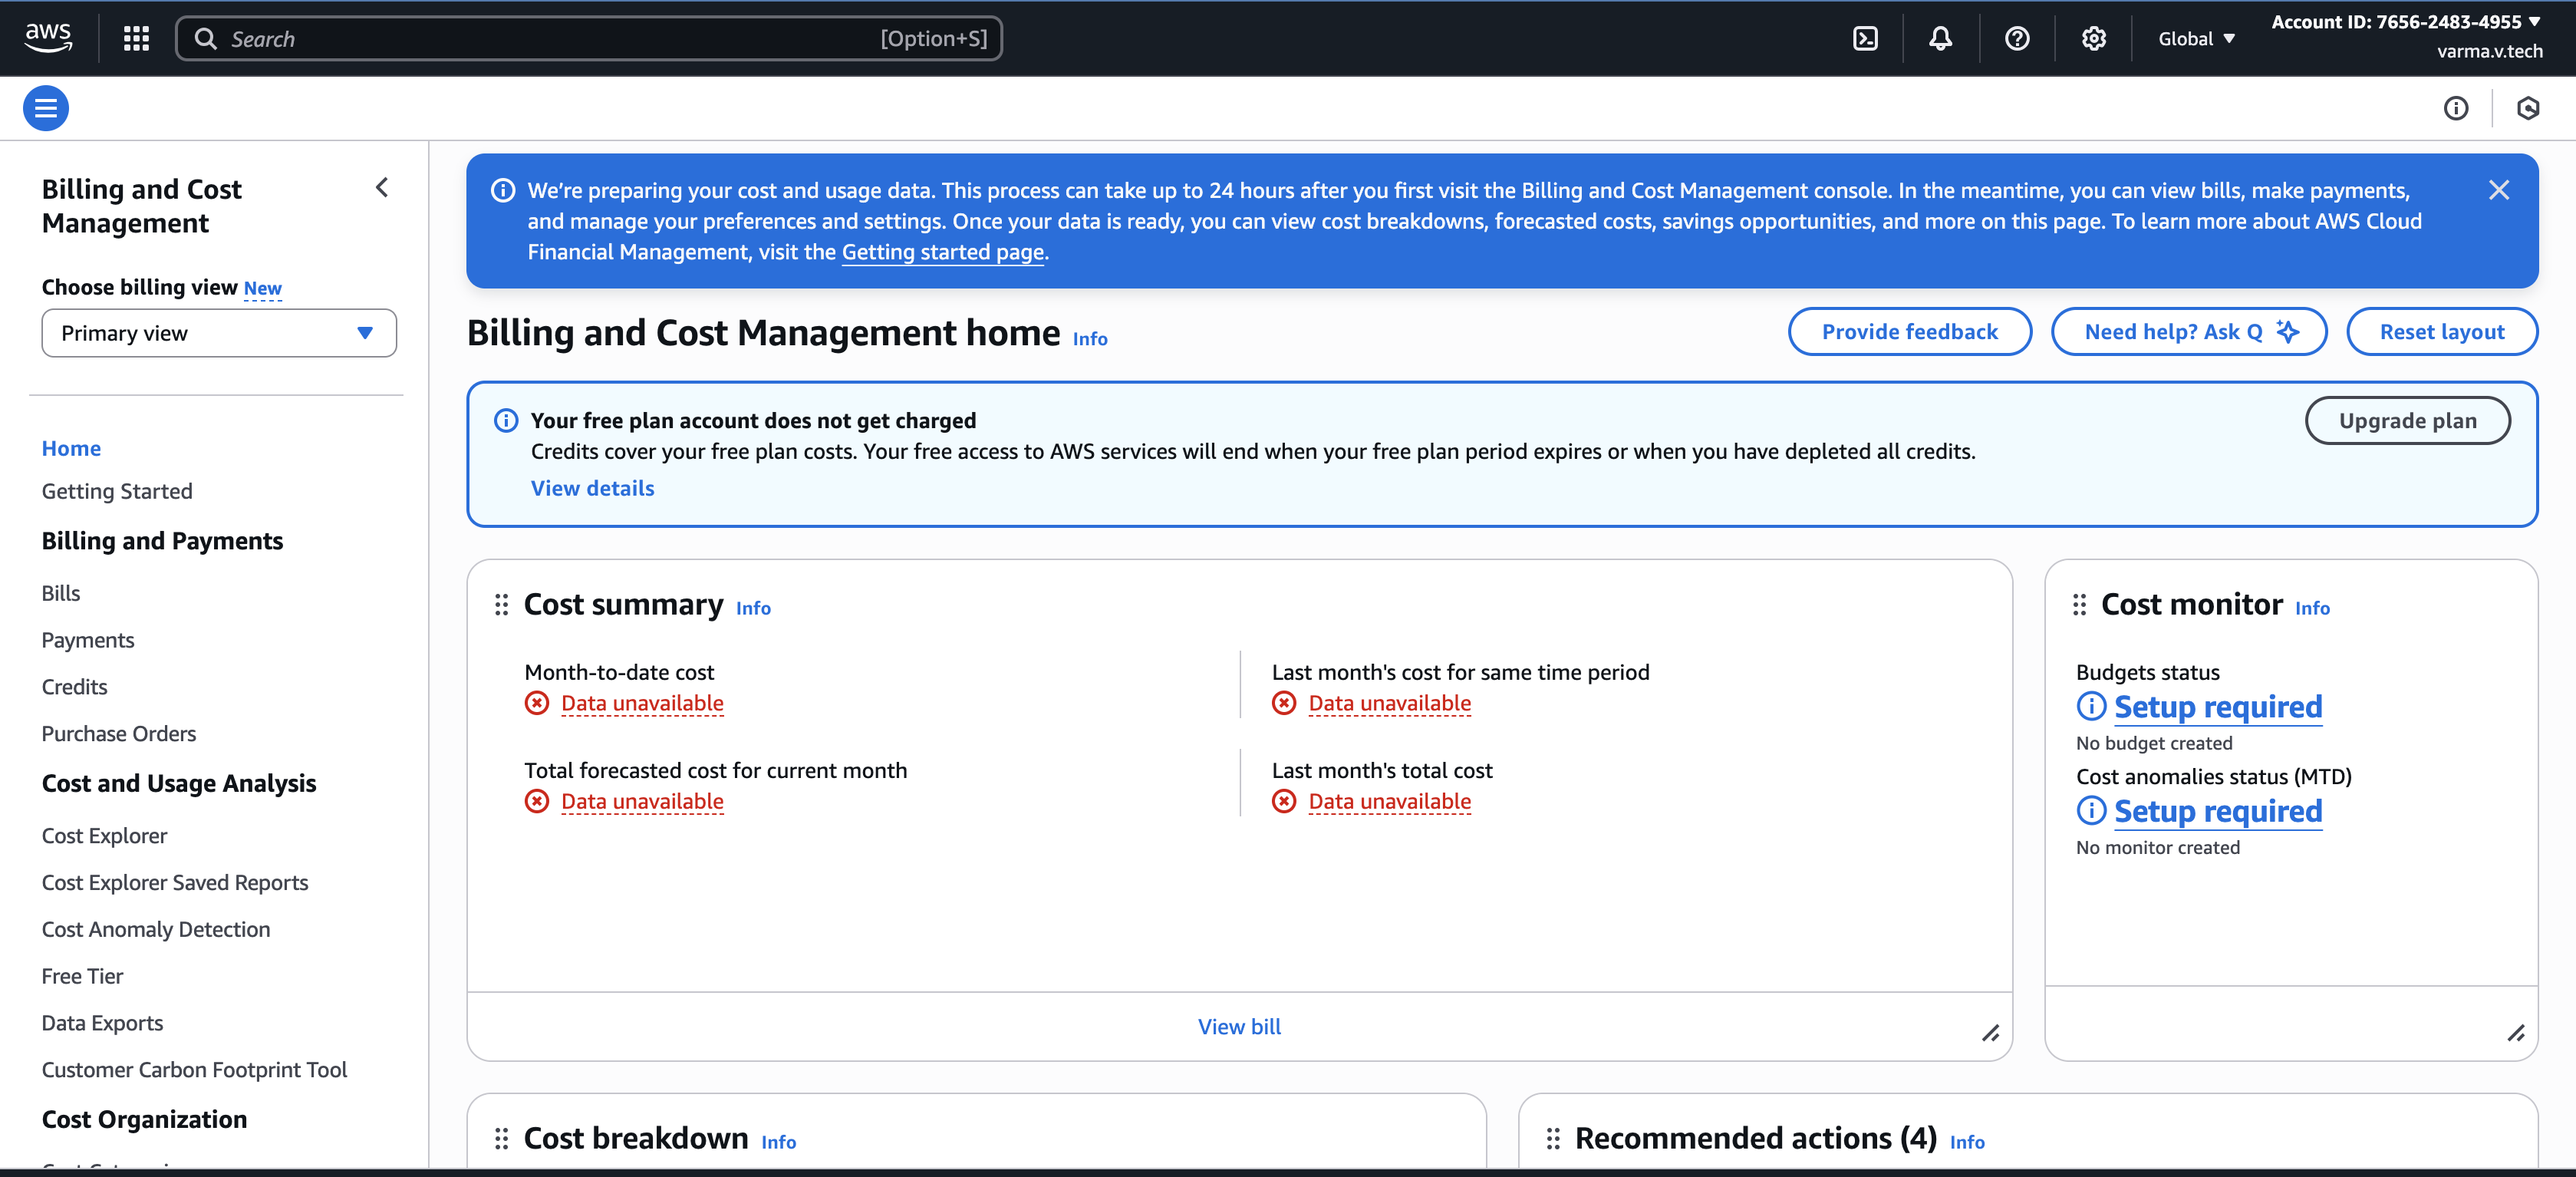 aws
Search
[Option+S]
Global
Account ID: 7656-2483-4955
varma.v.tech
Billing and Cost
Management
Choose billing view New
Primary view
Home
Getting Started
Billing and Payments
Bills
Payments
Credits
Purchase Orders
Cost and Usage Analysis
Cost Explorer
Cost Explorer Saved Reports
Cost Anomaly Detection
Free Tier
Data Exports
Customer Carbon Footprint Tool
Cost Organization
We're preparing your cost and usage data. This process can take up to 24 hours after you first visit the Billing and Cost Management console. In the meantime, you can view bills, make payments,
and manage your preferences and settings. Once your data is ready, you can view cost breakdowns, forecasted costs, savings opportunities, and more on this page. To learn more about AWS Cloud
Financial Management, visit the Getting started page.
Billing and Cost Management home Info
Provide feedback
Need help? Ask Q
Reset layout
Your free plan account does not get charged
Credits cover your free plan costs. Your free access to AWS services will end when your free plan period expires or when you have depleted all credits.
View details
Upgrade plan
Cost summary Info
Month-to-date cost
Data unavailable
Last month's cost for same time period
Data unavailable
Total forecasted cost for current month
Data unavailable
Last month's total cost
Data unavailable
View bill
Cost monitor Info
Budgets status
Setup required
No budget created
Cost anomalies status (MTD)
Setup required
No monitor created
Cost breakdown Info
Recommended actions (4) Info